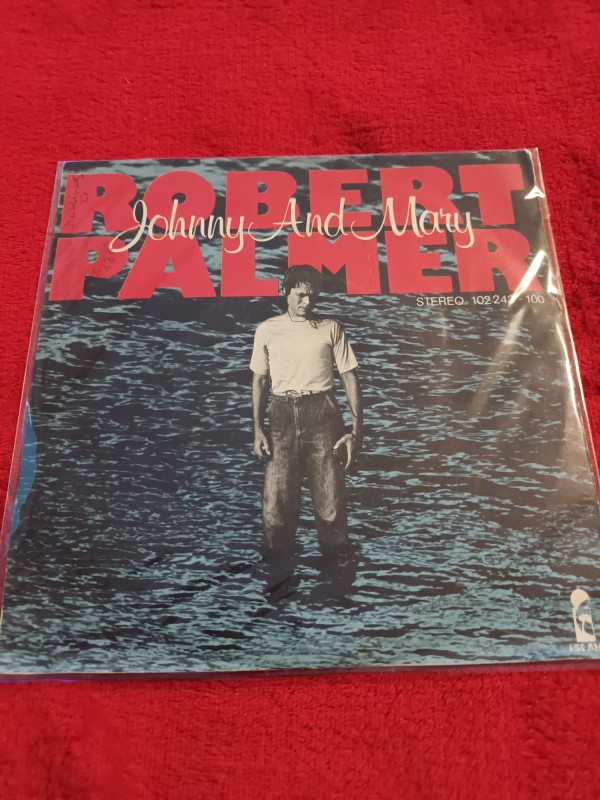 ROBERT
Johnny And Mary
PALMER
STEREO 102 242 - 100